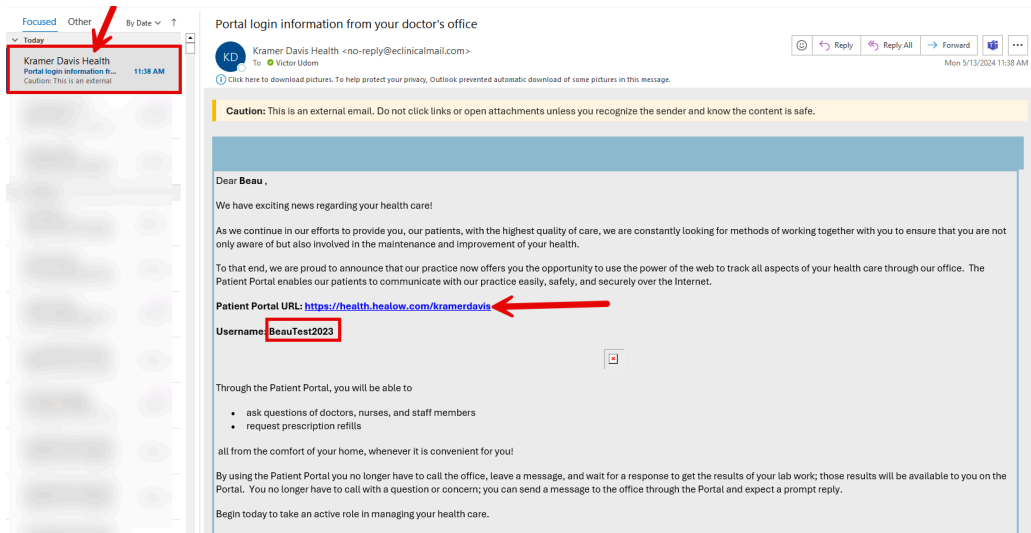 Focused Other By Date
Today
Kramer Davis Health
Portal login information fr... 11:38 AM
Caution: This is an external
Portal login information from your doctor's office
KD
Kramer Davis Health <no-reply@eclinicalmail.com>
To Victor Udom
Reply Reply All Forward
Mon 5/13/2024 11:38 AM
Click here to download pictures. To help protect your privacy, Outlook prevented automatic download of some pictures in this message.
Caution: This is an external email. Do not click links or open attachments unless you recognize the sender and know the content is safe.
Dear Beau ,
We have exciting news regarding your health care!
As we continue in our efforts to provide you, our patients, with the highest quality of care, we are constantly looking for methods of working together with you to ensure that you are not
only aware of but also involved in the maintenance and improvement of your health.
To that end, we are proud to announce that our practice now offers you the opportunity to use the power of the web to track all aspects of your health care through our office. The
Patient Portal enables our patients to communicate with our practice easily, safely, and securely over the Internet.
Patient Portal URL: https://health.healow.com/kramerdavis
Username: BeauTest2023
Through the Patient Portal, you will be able to
• ask questions of doctors, nurses, and staff members
• request prescription refills
all from the comfort of your home, whenever it is convenient for you!
By using the Patient Portal you no longer have to call the office, leave a message, and wait for a response to get the results of your lab work; those results will be available to you on the
Portal. You no longer have to call with a question or concern; you can send a message to the office through the Portal and expect a prompt reply.
Begin today to take an active role in managing your health care.